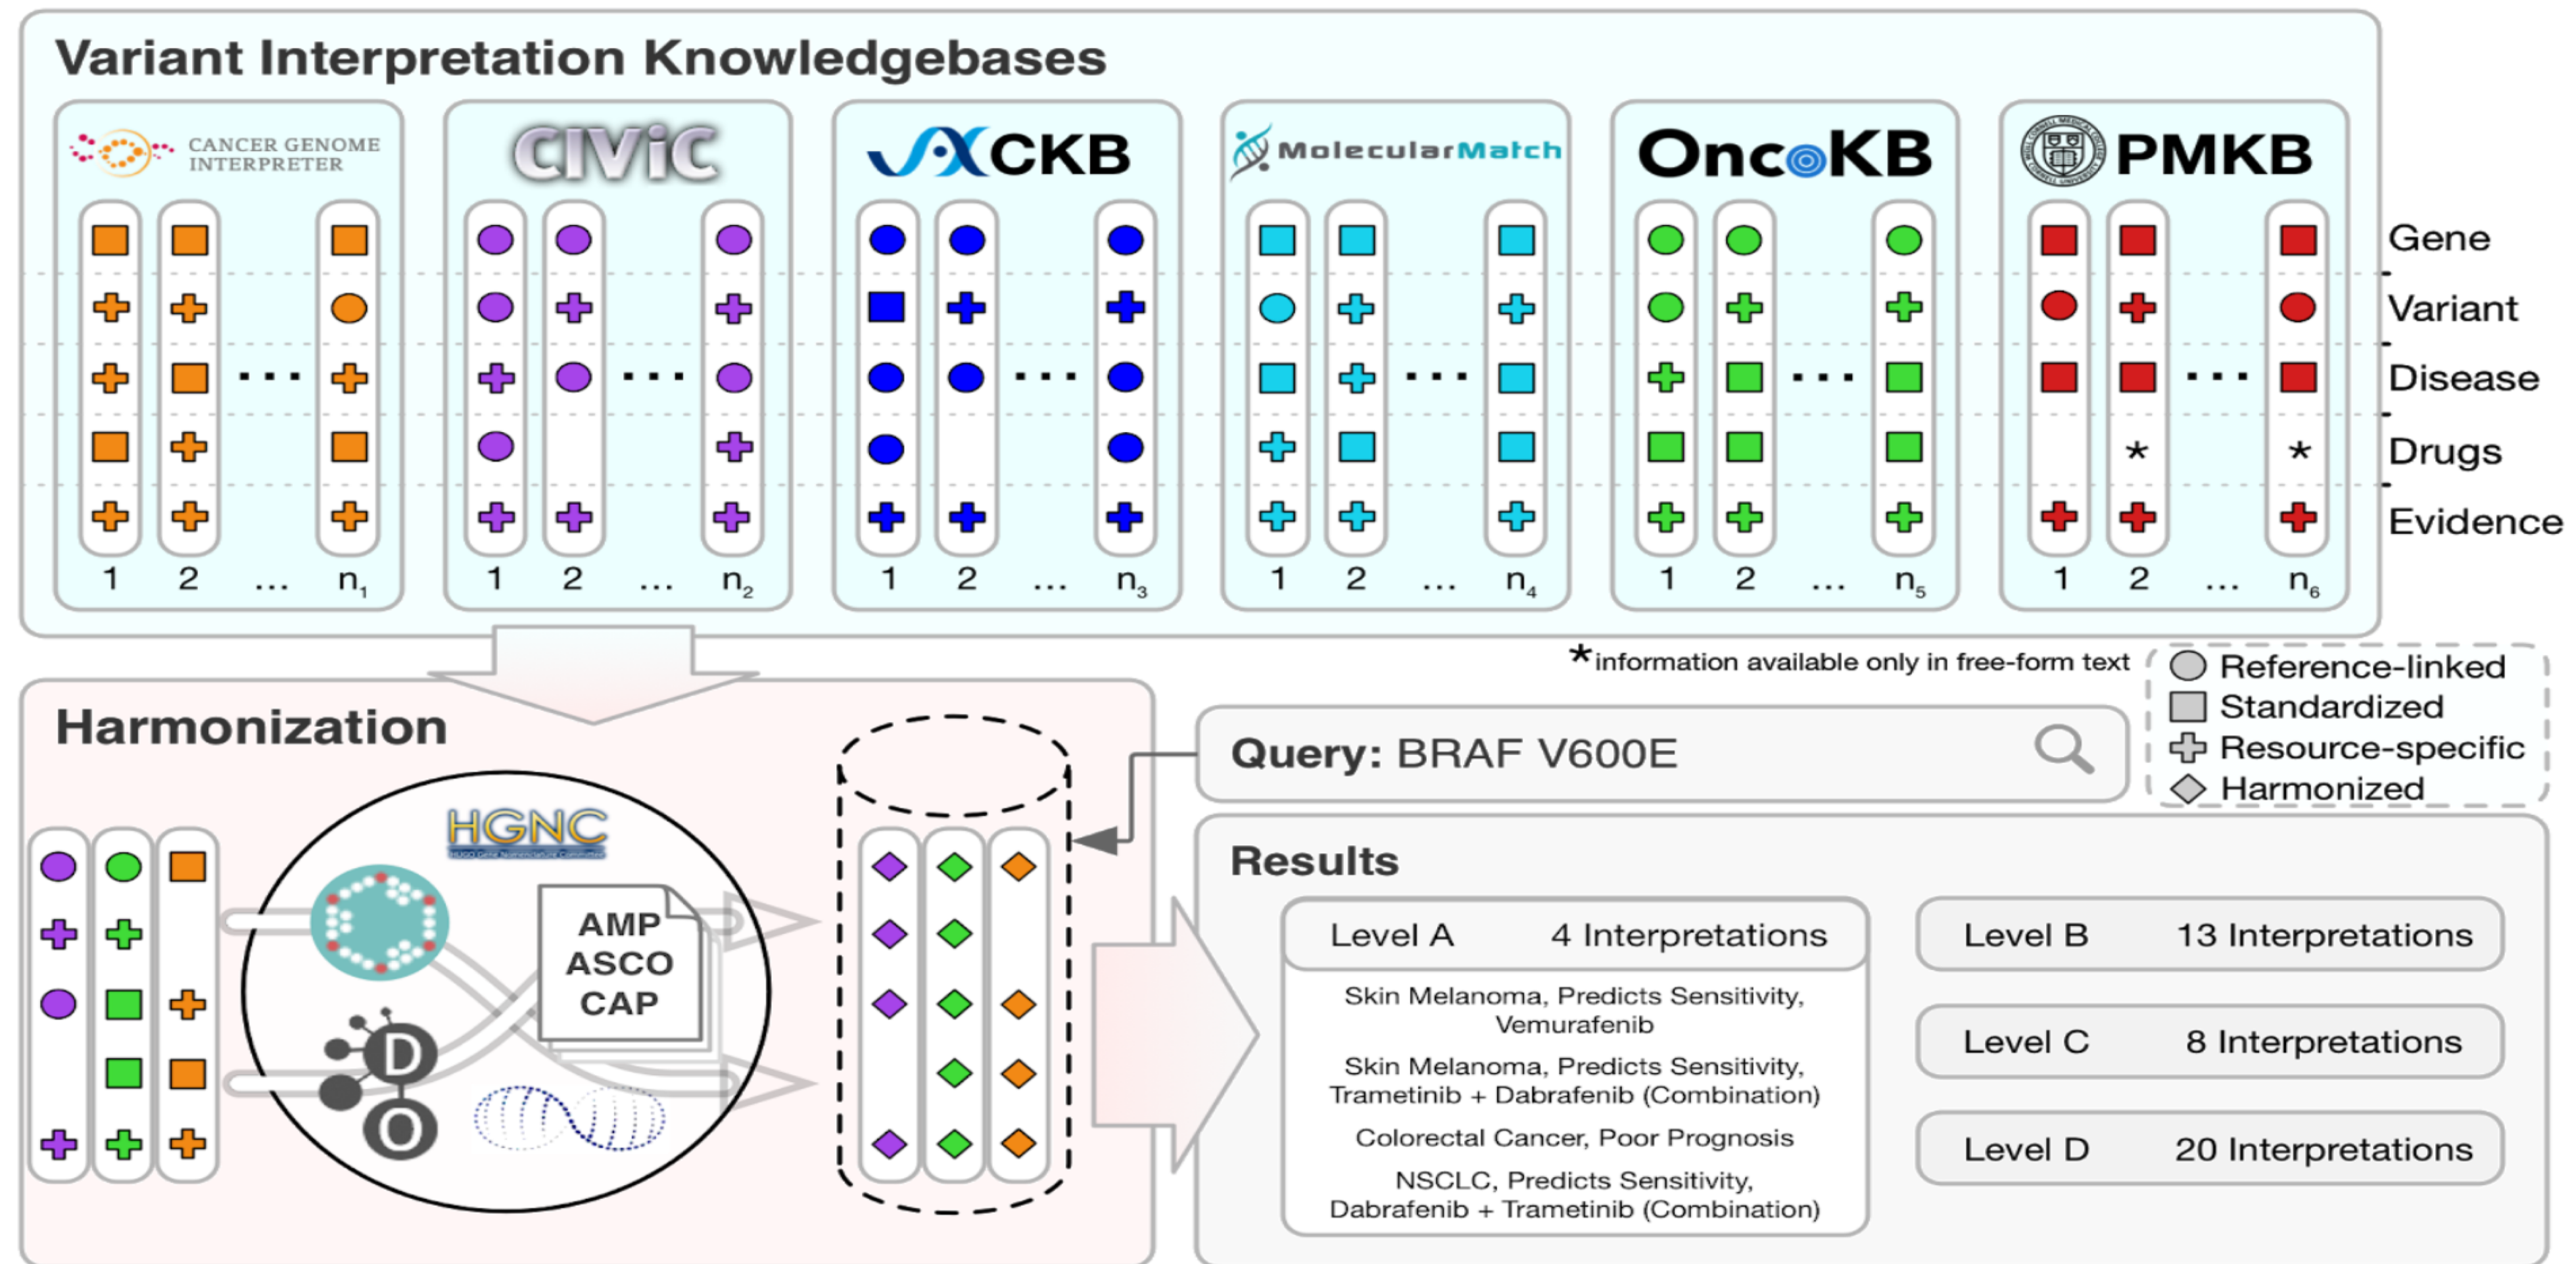 Variant Interpretation Knowledgebases
CANCER GENOME
INTERPRETER
CIViC
CKB
MolecularMatch
OncoKB
PMKB
Gene
Variant
Disease
Drugs
Evidence
1 2 ... n1
1 2 ... n2
1 2 ... n3
1 2 ... n4
1 2 ... n5
1 2 ... n6
*information available only in free-form text
Reference-linked
Standardized
Resource-specific
Harmonized
Harmonization
HGNC
HUGO Gene Nomenclature Committee
AMP
ASCO
CAP
D
O
Query: BRAF V600E
Results
Level A 4 Interpretations
Skin Melanoma, Predicts Sensitivity,
Vemurafenib
Skin Melanoma, Predicts Sensitivity,
Trametinib + Dabrafenib (Combination)
Colorectal Cancer, Poor Prognosis
NSCLC, Predicts Sensitivity,
Dabrafenib + Trametinib (Combination)
Level B 13 Interpretations
Level C 8 Interpretations
Level D 20 Interpretations